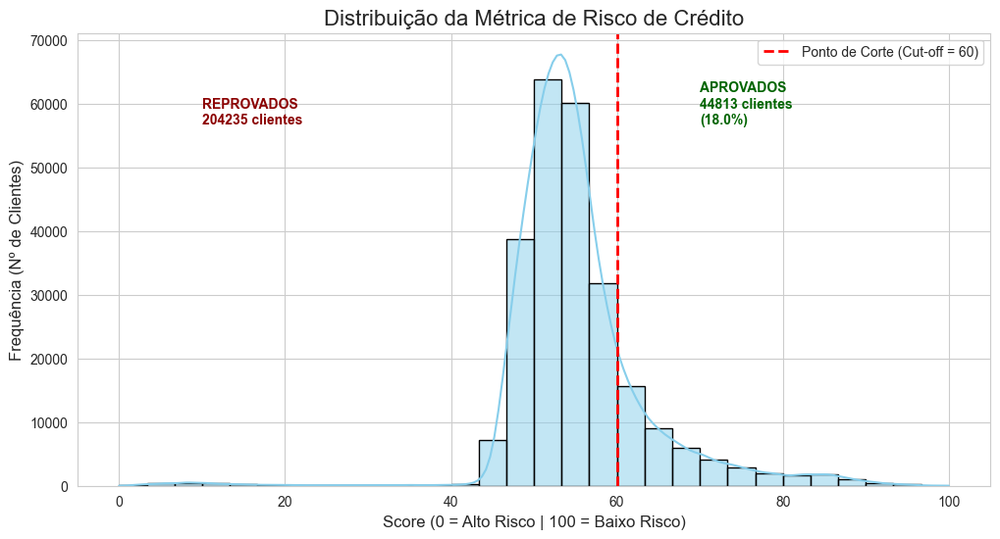 Distribuição da Métrica de Risco de Crédito
Ponto de Corte (Cut-off = 60)
REPROVADOS
204235 clientes
APROVADOS
44813 clientes
(18.0%)
Frequência (Nº de Clientes)
70000
60000
50000
40000
30000
20000
10000
0
0 20 40 60 80 100
Score (0 = Alto Risco | 100 = Baixo Risco)